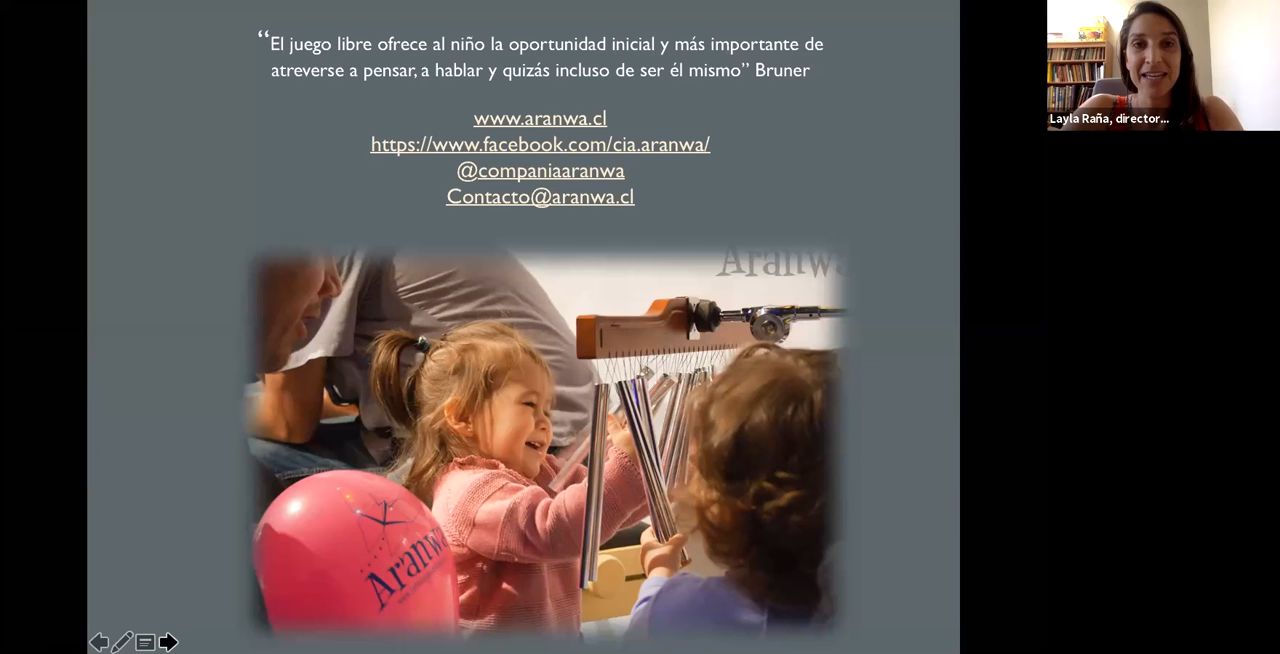 “El juego libre ofrece al niño la oportunidad inicial y más importante de
atreverse a pensar, a hablar y quizás incluso de ser él mismo” Bruner
www.aranwa.cl
https://www.facebook.com/cia.aranwa/
@companiaaranwa
Contacto@aranwa.cl
Layla Raña, director...
Aranwa
Aranwa